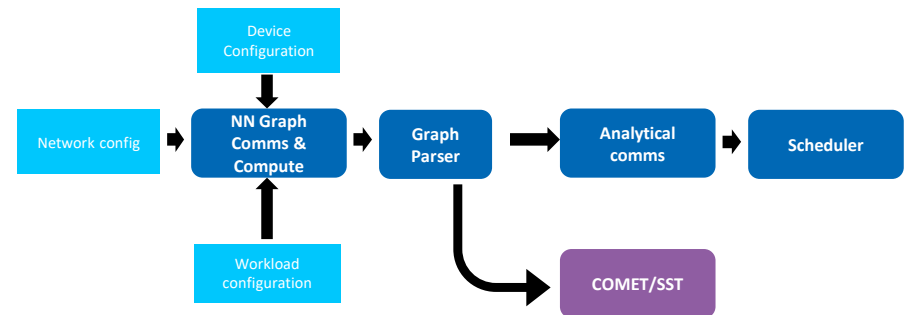 Device
Configuration
Network config
NN Graph
Comms &
Compute
Graph
Parser
Analytical
comms
Scheduler
Workload
configuration
COMET/SST